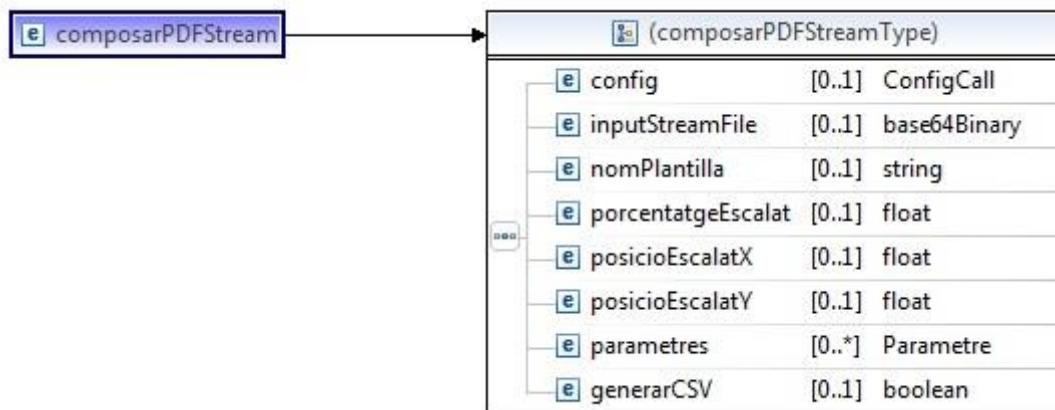 e composarPDFStream
(composarPDFStreamType)
e config [0..1] ConfigCall
e inputStreamFile [0..1] base64Binary
e nomPlantilla [0..1] string
e porcentatgeEscalat [0..1] float
e posicioEscalatX [0..1] float
e posicioEscalatY [0..1] float
e parametres [0..*] Parametre
e generarCSV [0..1] boolean